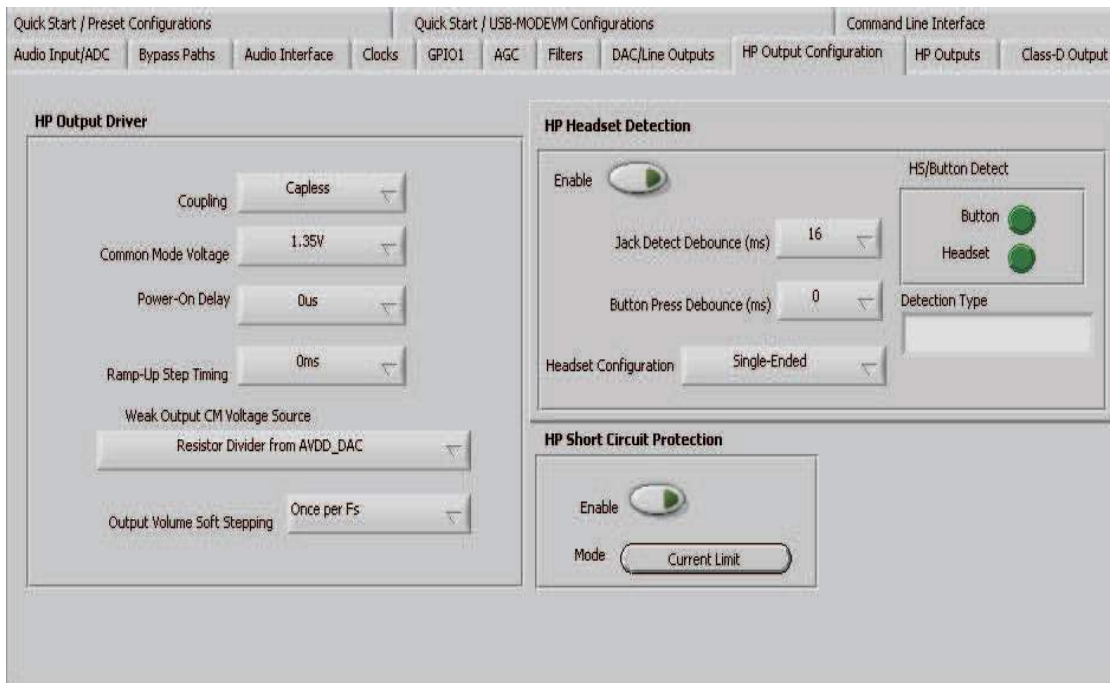 Quick Start / Preset Configurations
Quick Start / USB-MODEVM Configurations
Command Line Interface
Audio Input/ADC
Bypass Paths
Audio Interface
Clocks
GPIO1
AGC
Filters
DAC/Line Outputs
HP Output Configuration
HP Outputs
Class-D Output
HP Output Driver
Coupling
Capless
Common Mode Voltage
1.35V
Power-On Delay
0us
Ramp-Up Step Timing
0ms
Weak Output CM Voltage Source
Resistor Divider from AVDD_DAC
Output Volume Soft Stepping
Once per Fs
HP Headset Detection
Enable
Jack Detect Debounce (ms)
16
Button Press Debounce (ms)
0
Headset Configuration
Single-Ended
HS/Button Detect
Button
Headset
Detection Type
HP Short Circuit Protection
Enable
Mode
Current Limit